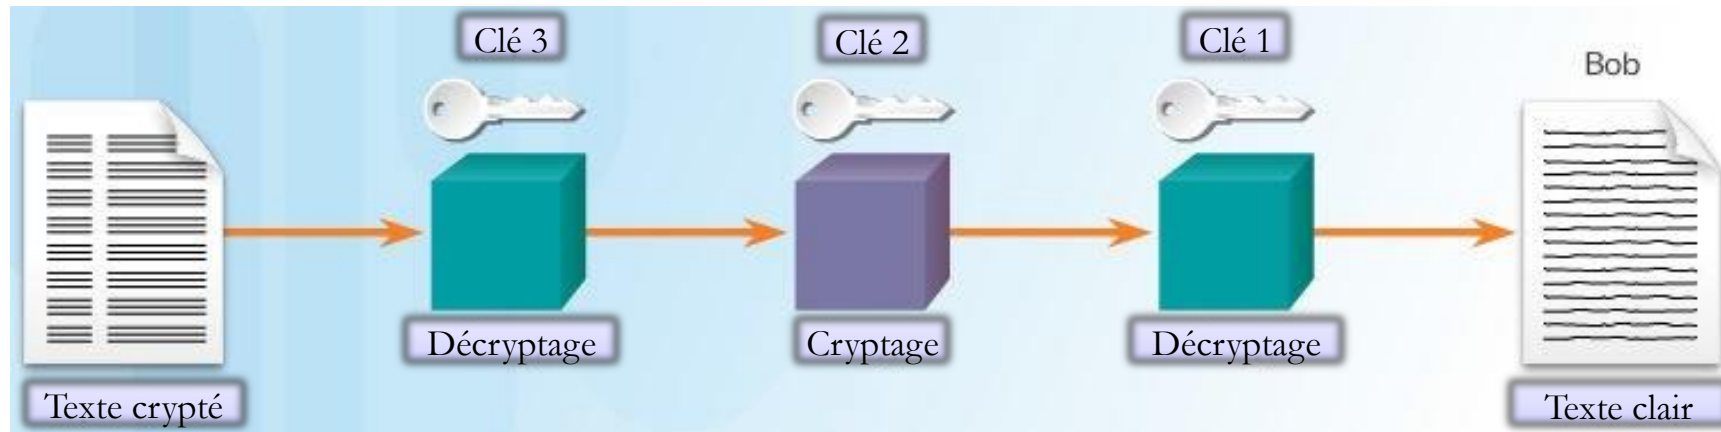 Clé 3
Clé 2
Clé 1
Bob
Décryptage
Cryptage
Décryptage
Texte crypté
Texte clair